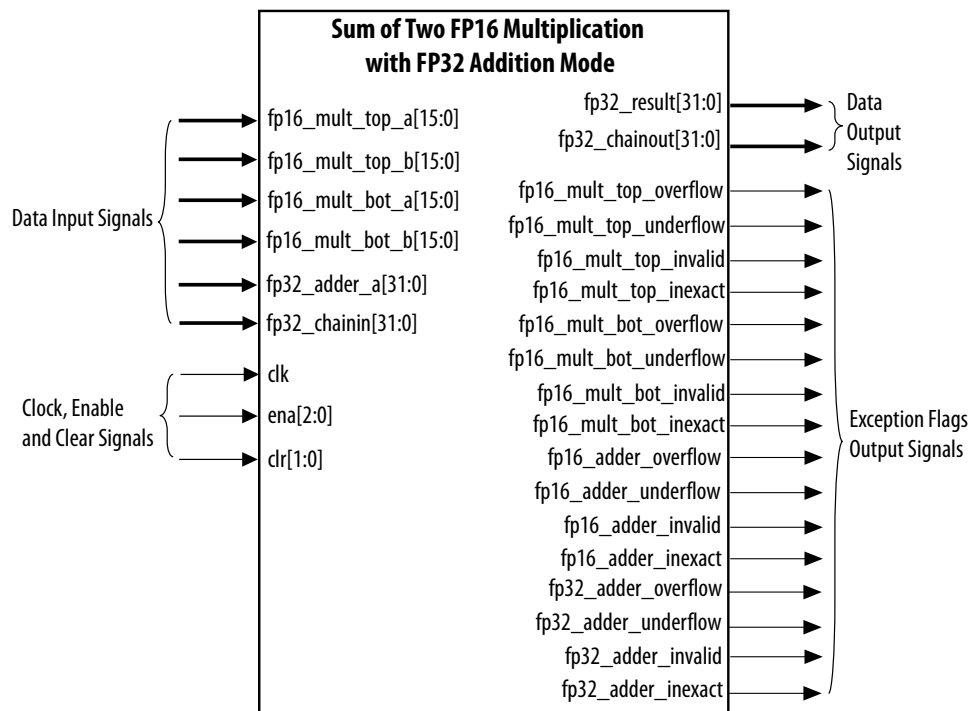 Sum of Two FP16 Multiplication
with FP32 Addition Mode
Data Input Signals
fp16_mult_top_a[15:0]
fp16_mult_top_b[15:0]
fp16_mult_bot_a[15:0]
fp16_mult_bot_b[15:0]
fp32_adder_a[31:0]
fp32_chainin[31:0]
Clock, Enable
and Clear Signals
clk
ena[2:0]
clr[1:0]
fp32_result[31:0]
fp32_chainout[31:0]
Data
Output
Signals
fp16_mult_top_overflow
fp16_mult_top_underflow
fp16_mult_top_invalid
fp16_mult_top_inexact
fp16_mult_bot_overflow
fp16_mult_bot_underflow
fp16_mult_bot_invalid
fp16_mult_bot_inexact
fp16_adder_overflow
fp16_adder_underflow
fp16_adder_invalid
fp16_adder_inexact
fp32_adder_overflow
fp32_adder_underflow
fp32_adder_invalid
fp32_adder_inexact
Exception Flags
Output Signals